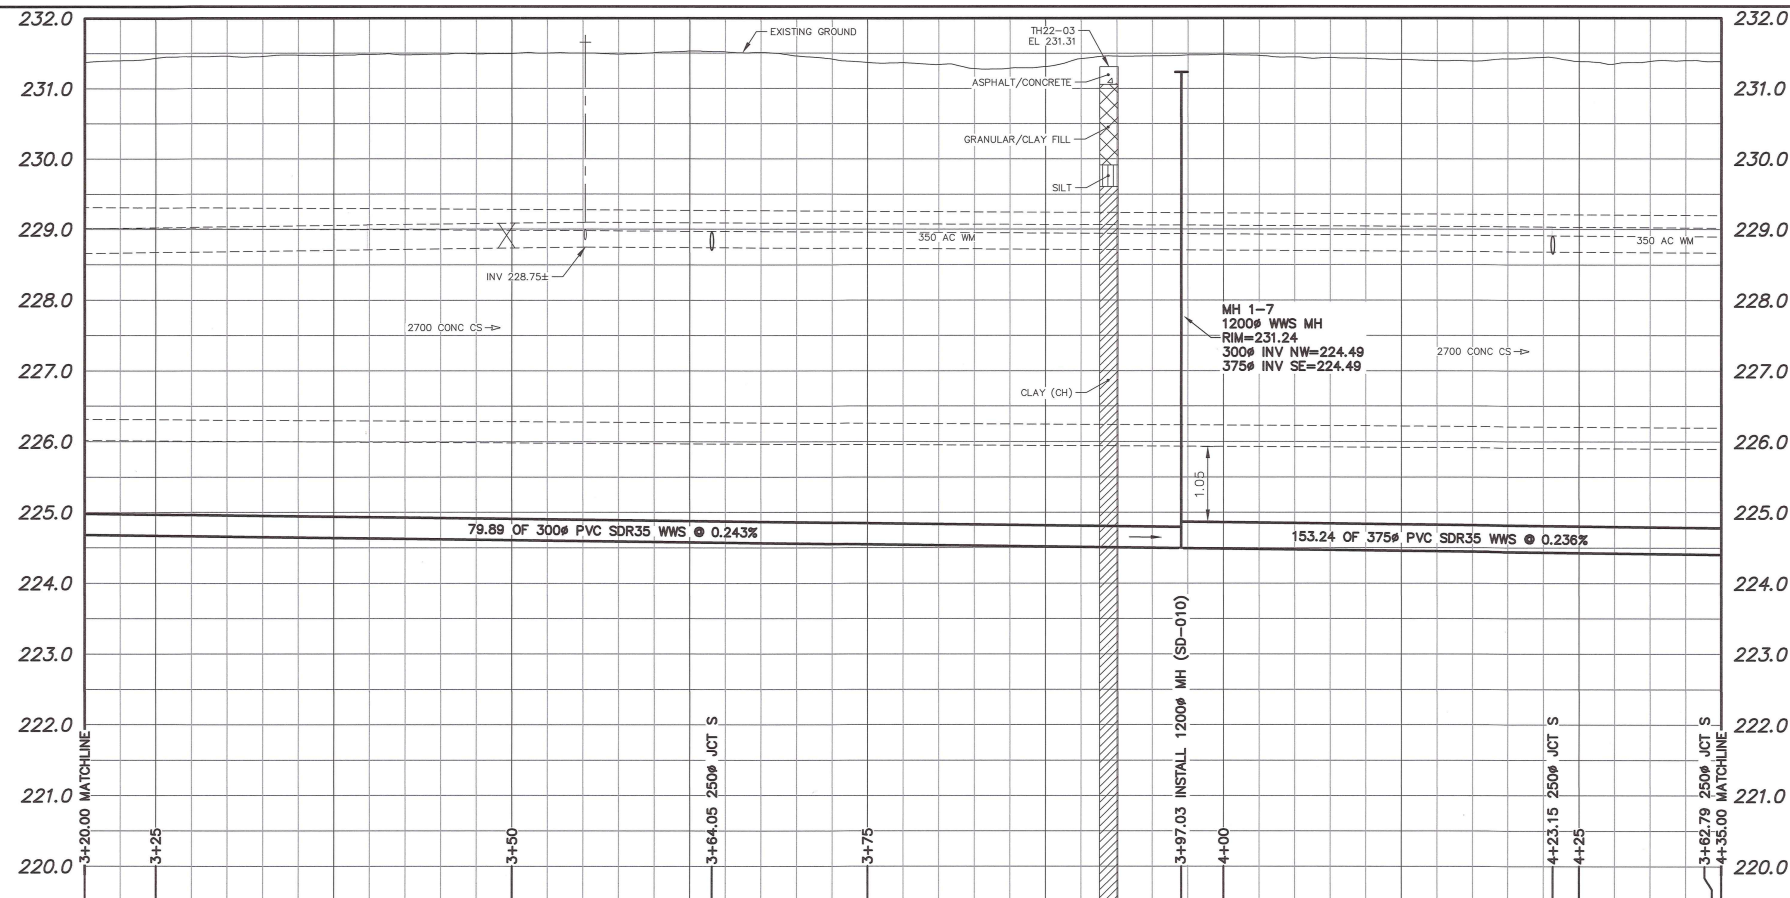 232.0
232.0
EXISTING GROUND
TH22-03
EL 231.31
ASPHALT/CONCRETE
231.0
231.0
GRANULAR/CLAY FILL
230.0
230.0
SILT
229.0
229.0
350 AC WM
350 AC WM
INV 228.75±
228.0
228.0
2700 CONC CS
MH 1-7
1200ø WWS MH
RIM=231.24
300ø INV NW=224.49
375ø INV SE=224.49
2700 CONC CS
227.0
227.0
CLAY (CH)
226.0
226.0
1.05
225.0
225.0
79.89 OF 300ø PVC SDR35 WWS @ 0.243%
153.24 OF 375ø PVC SDR35 WWS @ 0.236%
224.0
224.0
223.0
223.0
222.0
222.0
221.0
221.0
220.0
220.0
3+20.00 MATCHLINE
3+25
3+50
3+64.05 250ø JCT S
3+75
3+97.03 INSTALL 1200ø MH (SD-010)
4+00
4+23.15 250ø JCT S
4+25
3+62.79 250ø JCT S
4+35.00 MATCHLINE